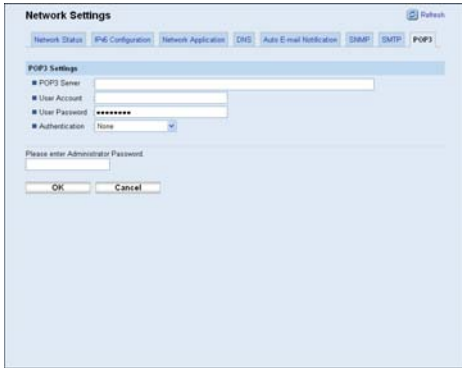 Network Settings
Refresh
Network Status IPv6 Configuration Network Application DNS Auto E-mail Notification SNMP SMTP POP3
POP3 Settings
POP3 Server
User Account
User Password ••••••••
Authentication None
Please enter Administrator Password.
OK Cancel